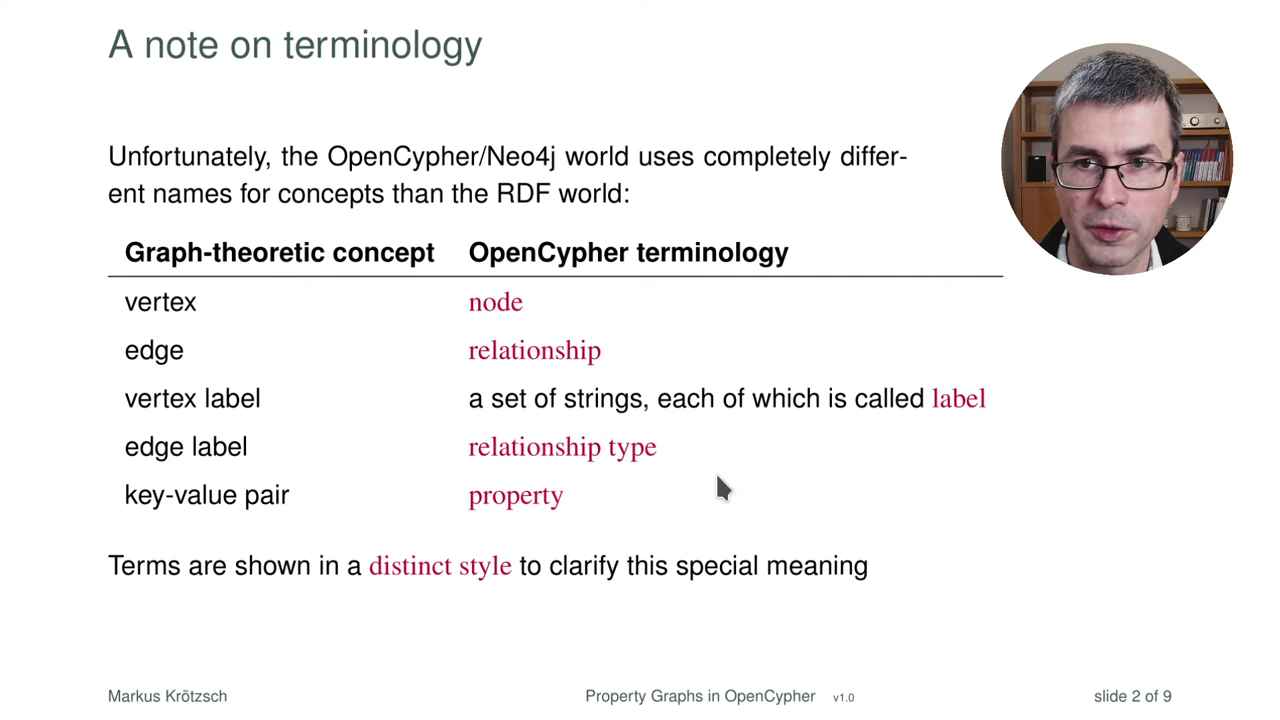 A note on terminology
Unfortunately, the OpenCypher/Neo4j world uses completely differ-
ent names for concepts than the RDF world:
Graph-theoretic concept OpenCypher terminology
vertex node
edge relationship
vertex label a set of strings, each of which is called label
edge label relationship type
key-value pair property
Terms are shown in a distinct style to clarify this special meaning
Markus Krötzsch Property Graphs in OpenCypher v1.0 slide 2 of 9